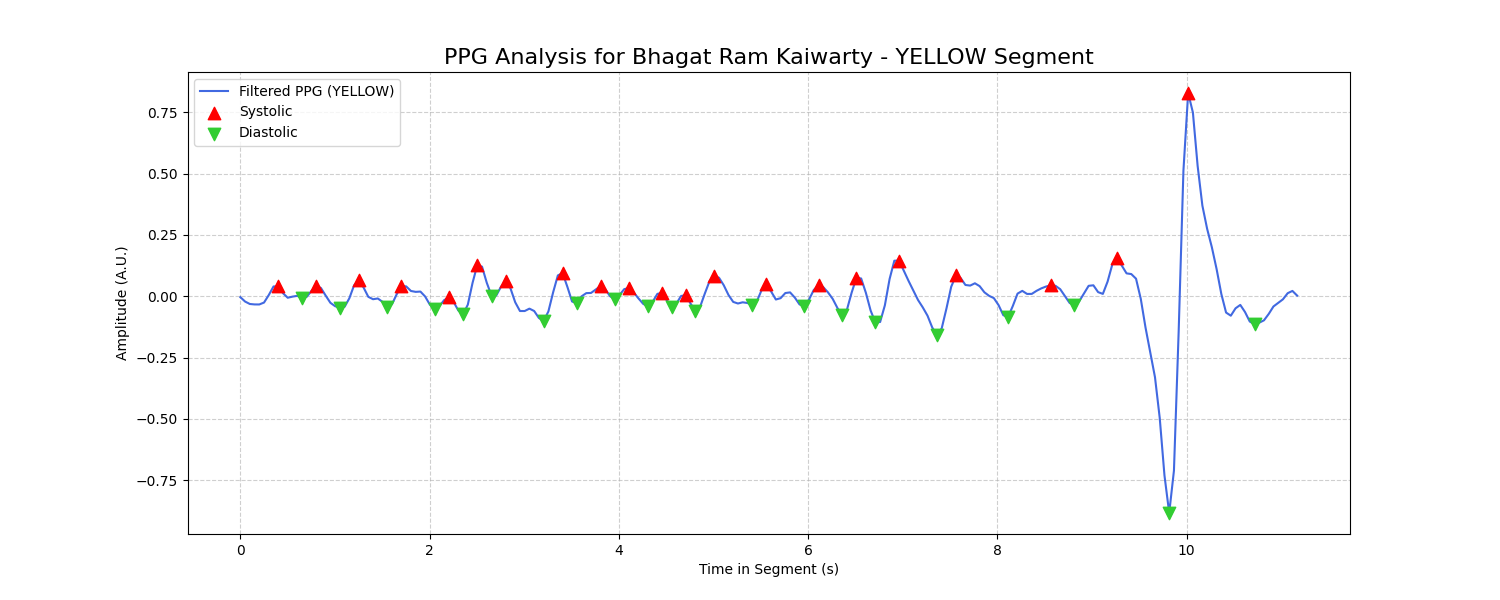 PPG Analysis for Bhagat Ram Kaiwarty - YELLOW Segment
Filtered PPG (YELLOW)
Systolic
Diastolic
Amplitude (A.U.)
0.75
0.50
0.25
0.00
−0.25
−0.50
−0.75
0 2 4 6 8 10
Time in Segment (s)